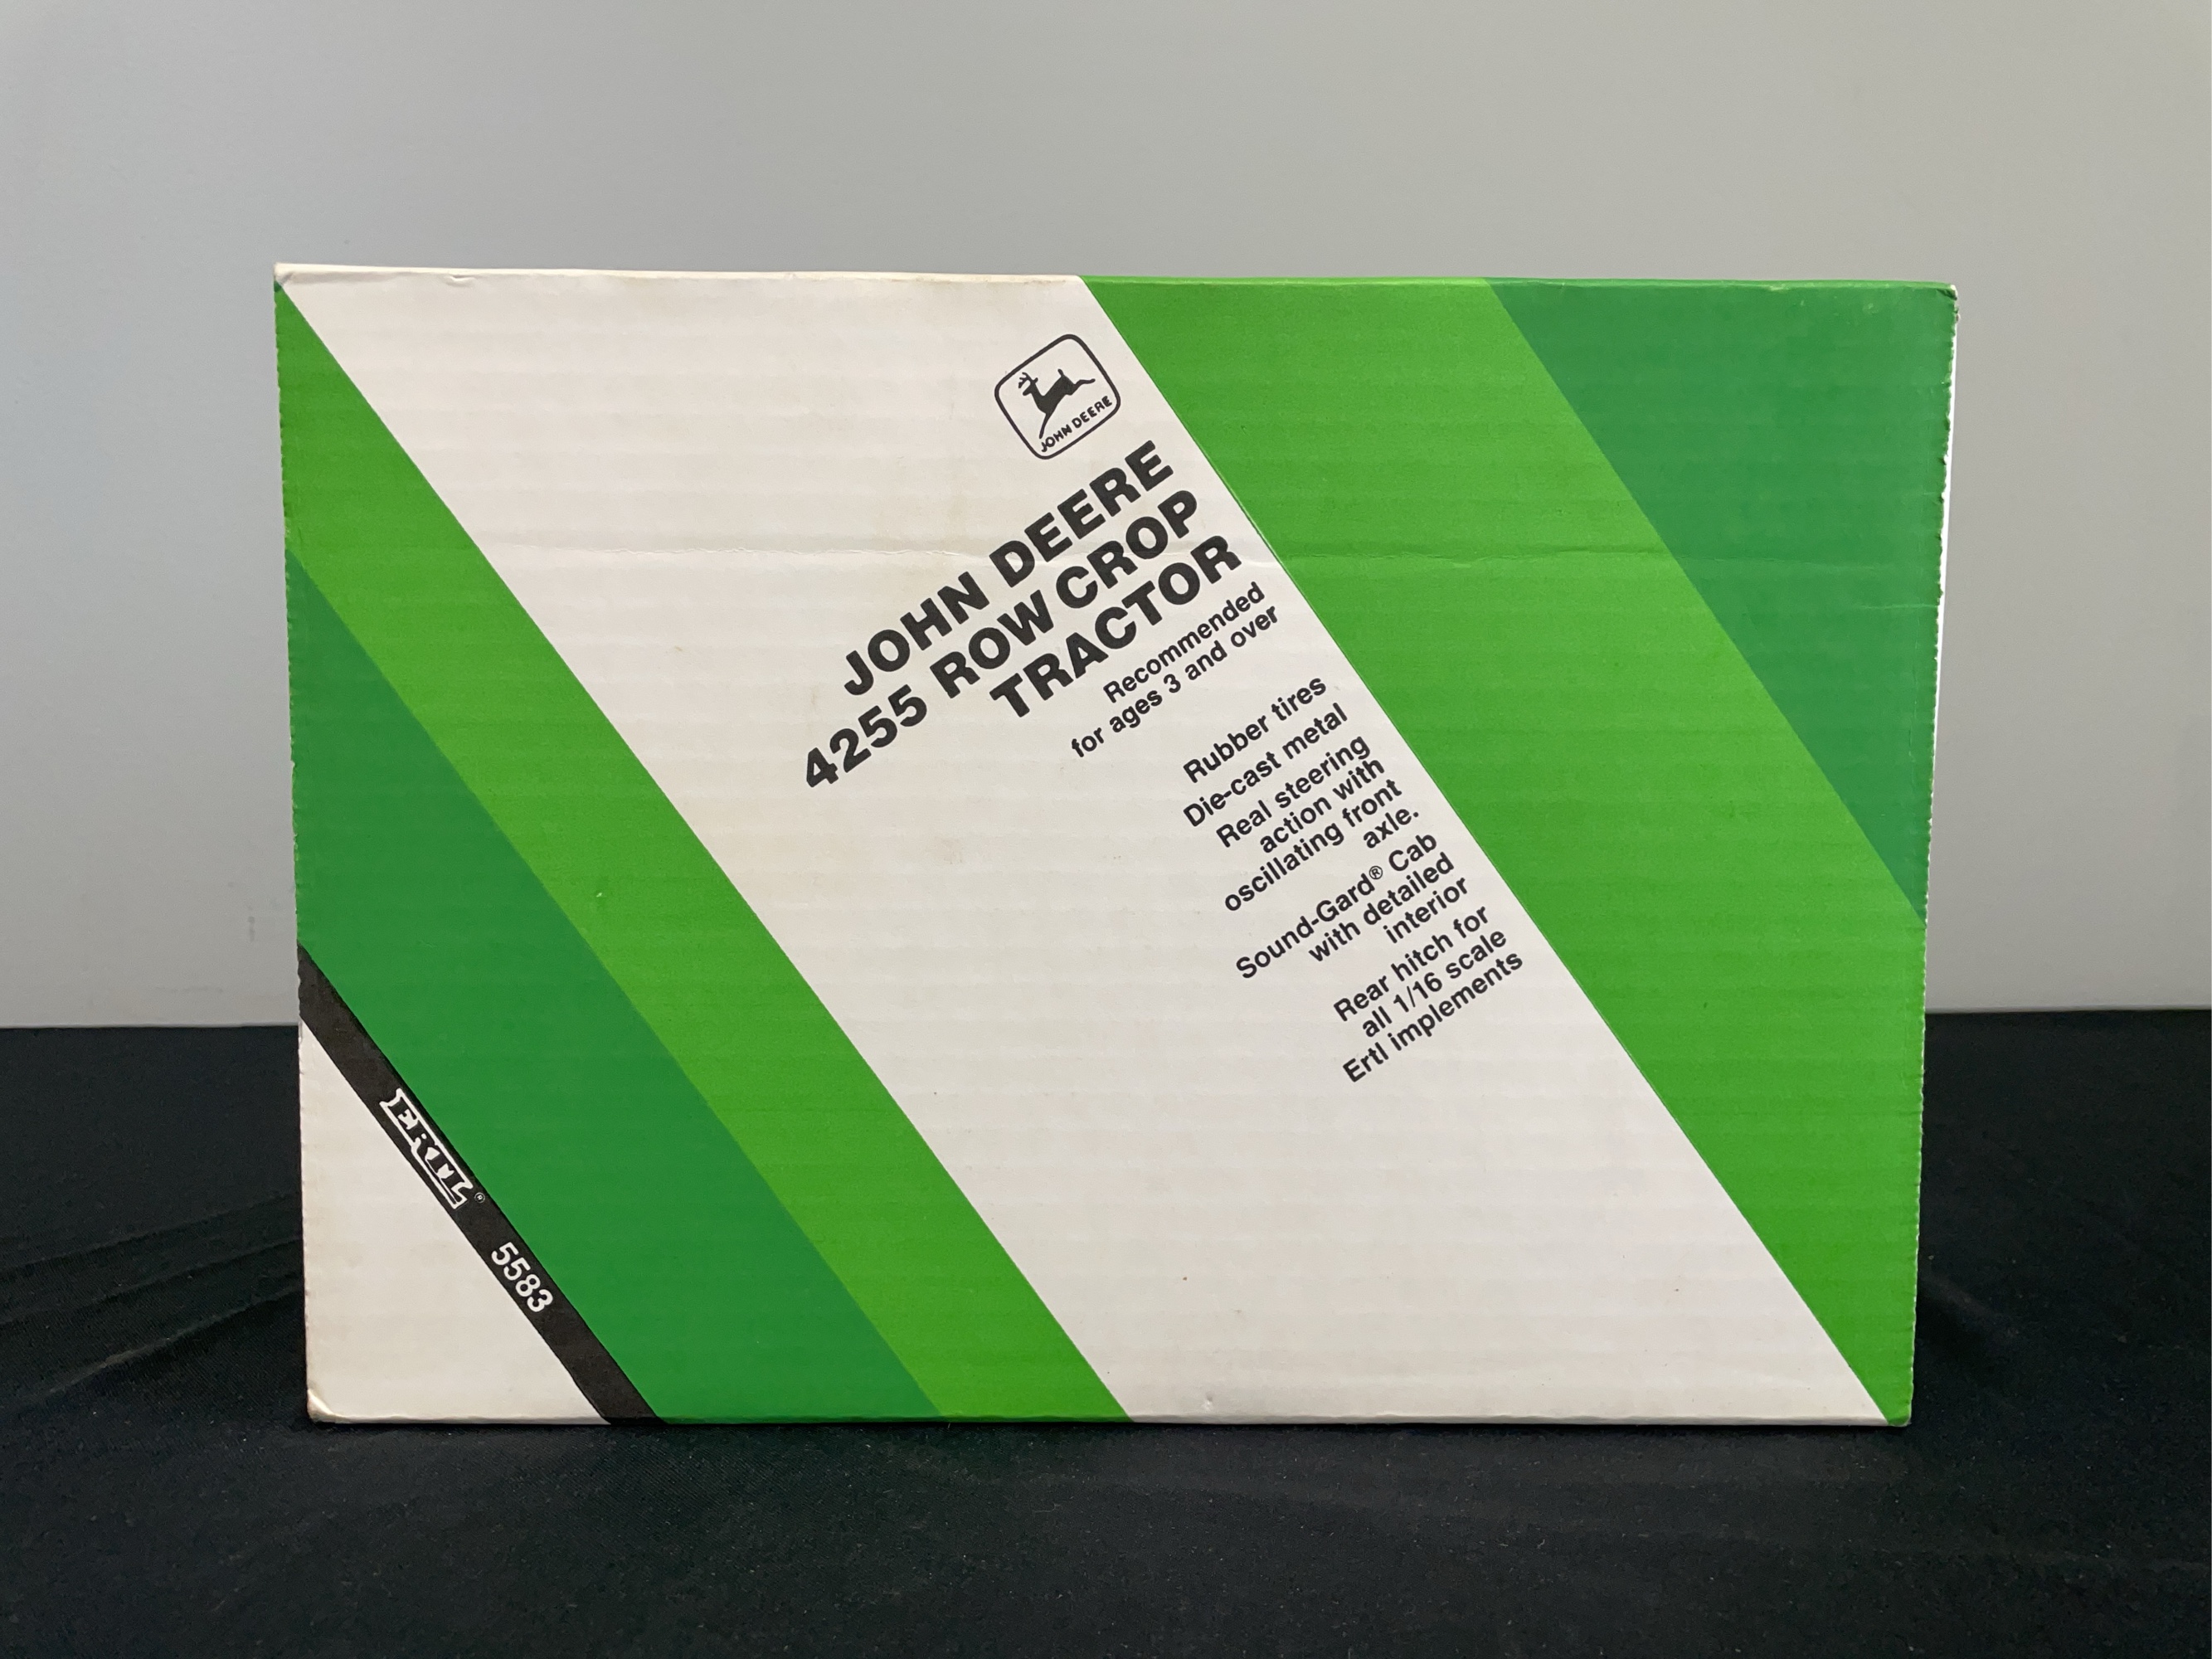 JOHN DEERE
JOHN DEERE
4255 ROW CROP
TRACTOR
Recommended
for ages 3 and over
Rubber tires
Die-cast metal
Real steering
action with
oscillating front
axle.
Sound-Gard® Cab
with detailed
interior
Rear hitch for
all 1/16 scale
Ertl implements
ERTL® 5583